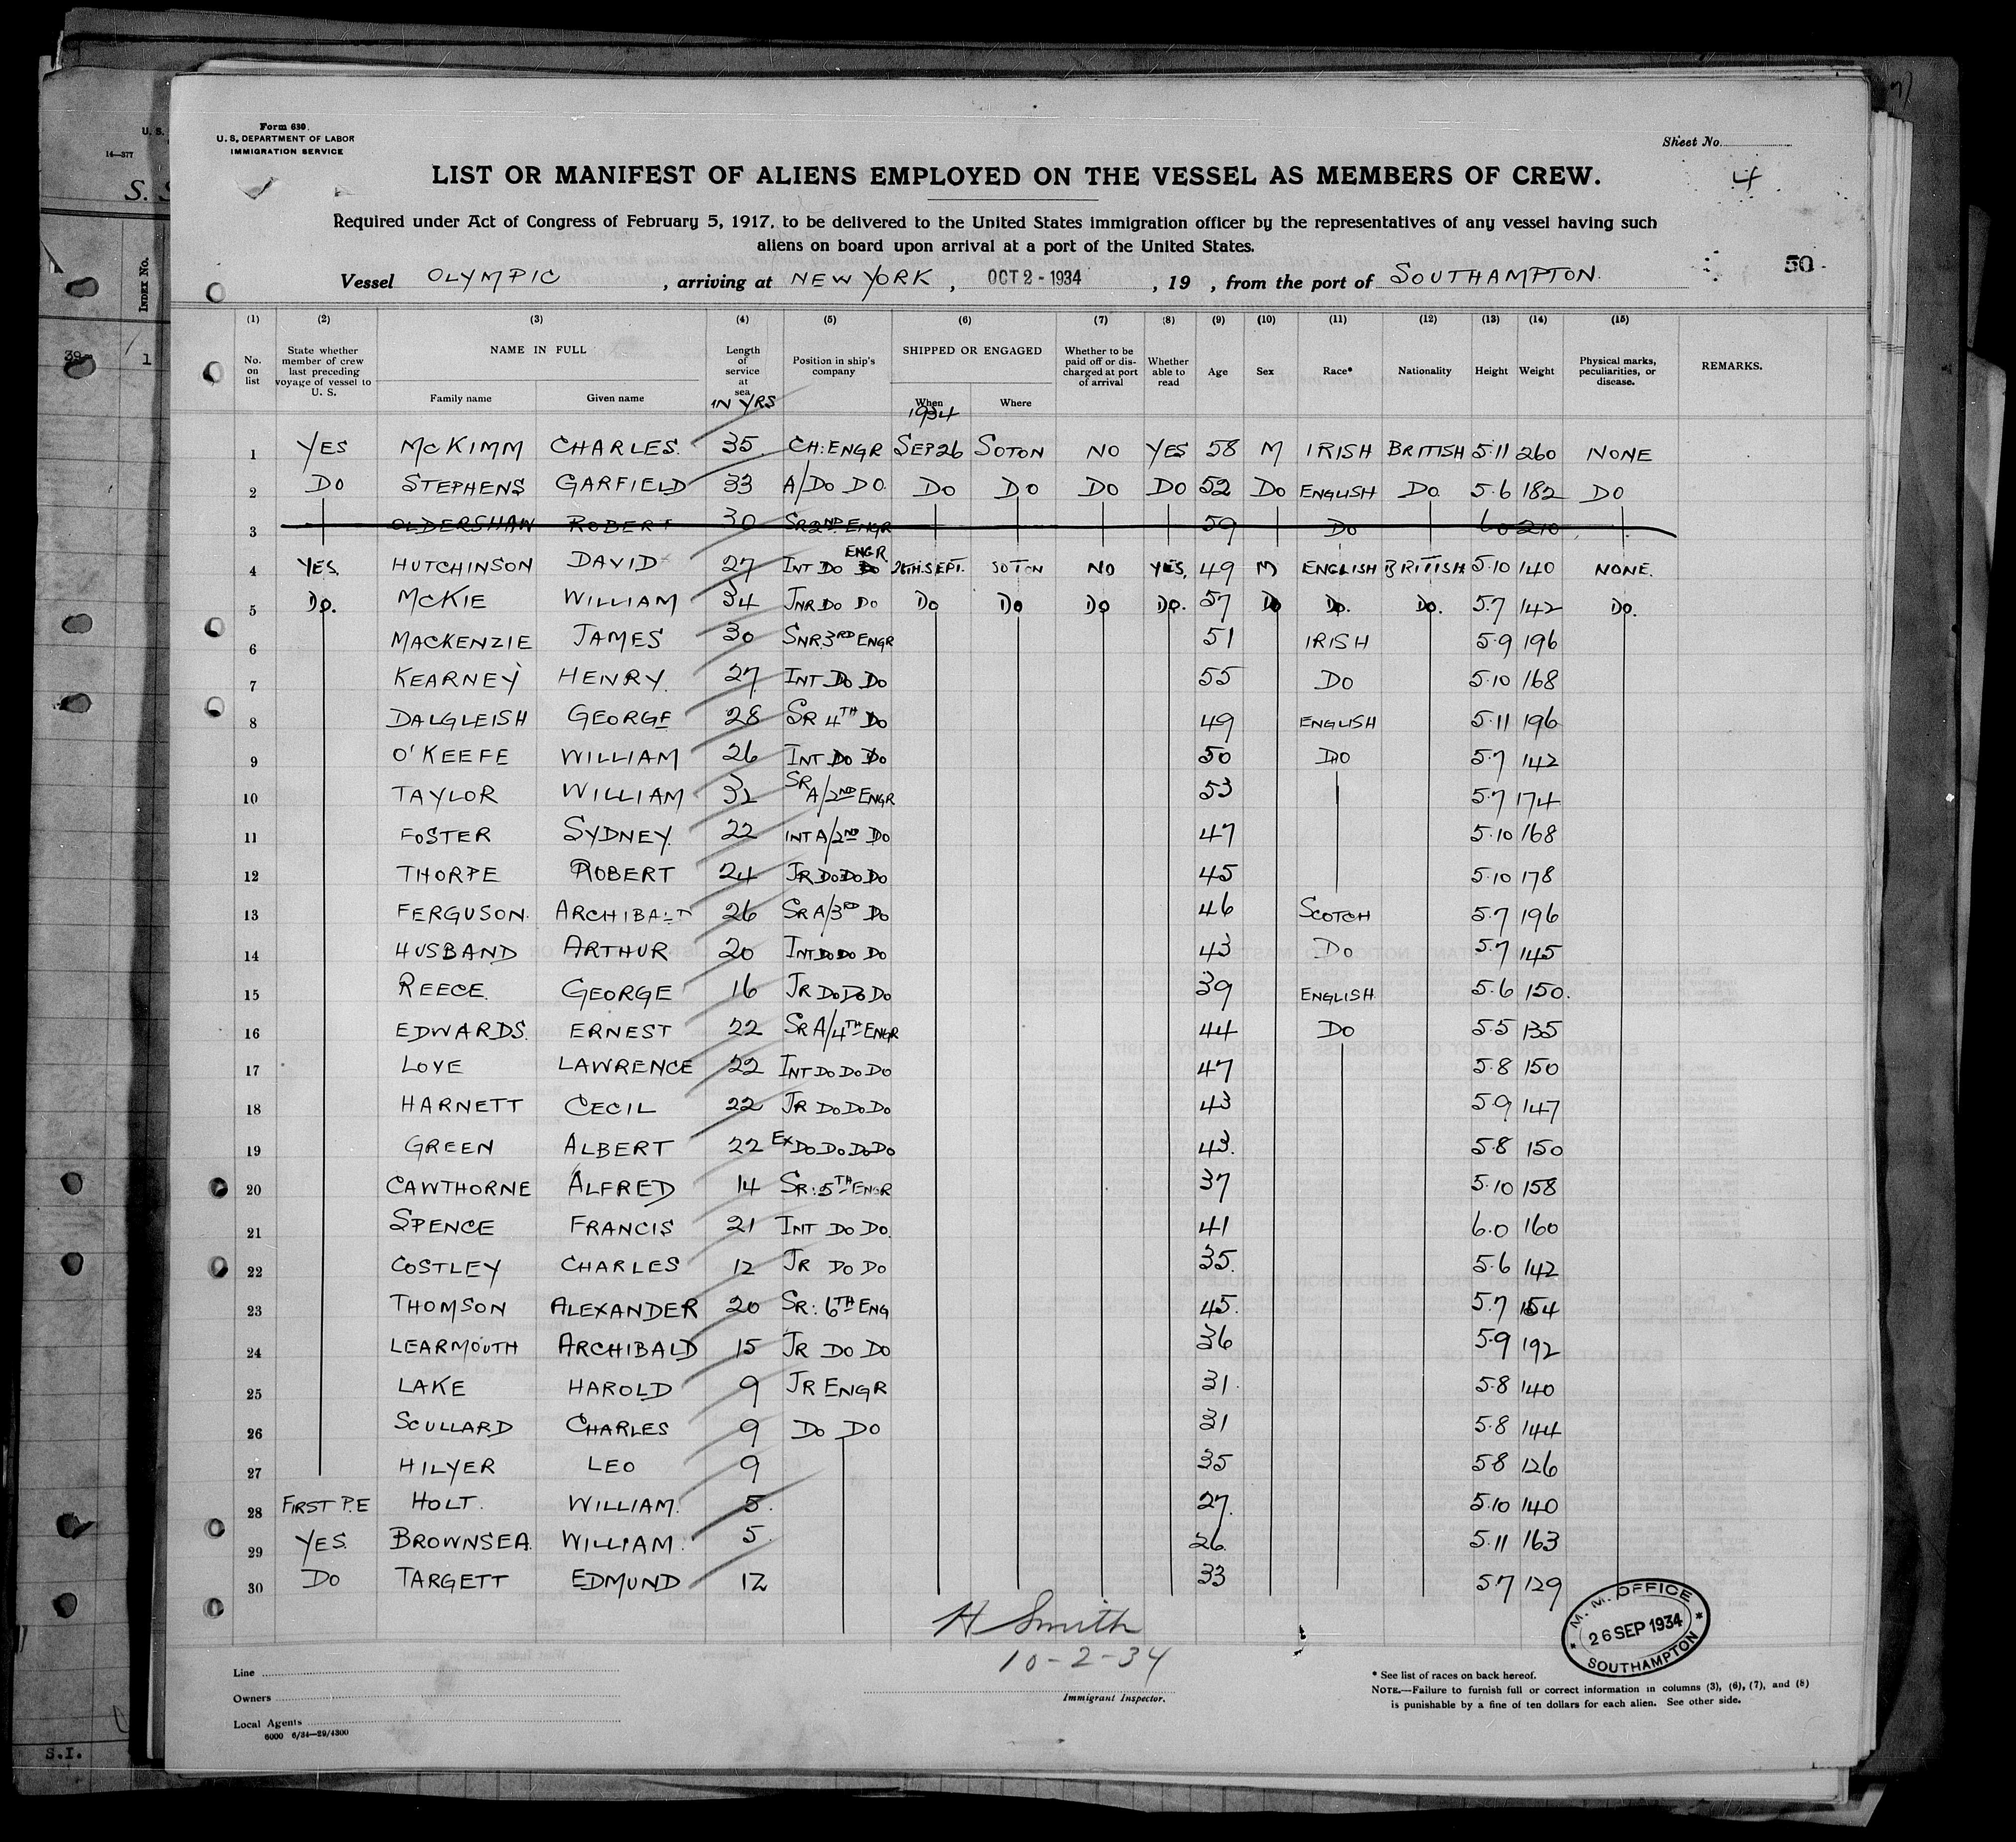 Form 630.
U. S. DEPARTMENT OF LABOR
IMMIGRATION SERVICE
Sheet No.
4
LIST OR MANIFEST OF ALIENS EMPLOYED ON THE VESSEL AS MEMBERS OF CREW.
Required under Act of Congress of February 5, 1917, to be delivered to the United States immigration officer by the representatives of any vessel having such
aliens on board upon arrival at a port of the United States.
50
Vessel OLYMPIC, arriving at NEW YORK, OCT 2 - 1934, 19 , from the port of SOUTHAMPTON.
(1) (2) (3) (4) (5) (6) (7) (8) (9) (10) (11) (12) (13) (14) (15)
No. on list State whether member of crew last preceding voyage of vessel to U. S. NAME IN FULL Family name Given name Length of service at sea IN YRS Position in ship's company SHIPPED OR ENGAGED When 1934 Where Whether to be paid off or discharged at port of arrival Whether able to read Age Sex Race* Nationality Height Weight Physical marks, peculiarities, or disease. REMARKS.
1 YES MCKIMM CHARLES. 35 CH:ENGR SEP 26 SOTON NO YES 58 M IRISH BRITISH 5·11 260 NONE
2 DO STEPHENS GARFIELD 33 A/DO DO DO DO DO DO 52 DO ENGLISH DO 5·6 182 DO
3 OLDERSHAW ROBERT 30 SR 2ND ENGR 59 DO 6·0 210
4 YES. HUTCHINSON DAVID 27 INT DO ENGR 26TH.SEPT. SOTON NO YES. 49 M ENGLISH BRITISH 5·10 140 NONE.
5 DO. MCKIE WILLIAM 34 JNR DO DO DO DO DO DO. 57 DO DO. DO. 5·7 142 DO.
6 MACKENZIE JAMES 30 SNR 3RD ENGR 51 IRISH 5·9 196
7 KEARNEY HENRY. 27 INT DO DO 55 DO 5·10 168
8 DALGLEISH GEORGE 28 SR 4TH DO 49 ENGLISH 5·11 196
9 O'KEEFE WILLIAM 26 INT DO DO 50 DO 5·7 142
10 TAYLOR WILLIAM 32 SR A/2ND ENGR 53 5·7 174
11 FOSTER SYDNEY. 22 INT A/2ND DO 47 5·10 168
12 THORPE ROBERT 24 JR DO DO DO 45 5·10 178
13 FERGUSON. ARCHIBALD 26 SR A/3RD DO 46 SCOTCH 5·7 196
14 HUSBAND ARTHUR 20 INT DO DO DO 43 DO 5·7 145
15 REECE. GEORGE 16 JR DO DO DO 39 ENGLISH 5·6 150.
16 EDWARDS. ERNEST 22 SR A/4TH ENGR 44 DO 5·5 135
17 LOVE LAWRENCE 22 INT DO DO DO 47 5·8 150
18 HARNETT CECIL 22 JR DO DO DO 43 5·9 147
19 GREEN ALBERT 22 EX DO DO DO DO 43. 5·8 150
20 CAWTHORNE ALFRED 14 SR: 5TH ENGR 37 5·10 158
21 SPENCE FRANCIS 21 INT DO DO. 41 6.0 160
22 COSTLEY CHARLES 12 JR DO DO 35. 5·6 142
23 THOMSON ALEXANDER 20 SR: 6TH ENG 45. 5·7 154
24 LEARMOUTH ARCHIBALD 15 JR DO DO 36 5·9 192
25 LAKE HAROLD 9 JR ENGR 31. 5·8 140
26 SCULLARD CHARLES 9 DO DO 31 5·8 144
27 HILYER LEO 9 35 5·8 126
28 FIRST P.E HOLT. WILLIAM. 5. 27. 5·10 140
29 YES. BROWNSEA. WILLIAM. 5. 26. 5·11 163
30 DO TARGETT EDMUND 12 33 5·7 129
H Smith
10-2-34
Immigrant Inspector.
M. M. OFFICE
26 SEP 1934
SOUTHAMPTON
Line
Owners
Local Agents
6000 6/34—29/4300
* See list of races on back hereof.
NOTE.—Failure to furnish full or correct information in columns (3), (6), (7), and (8)
is punishable by a fine of ten dollars for each alien. See other side.
U. S.
14—377
S. S
INDEX No.
1
S.I.